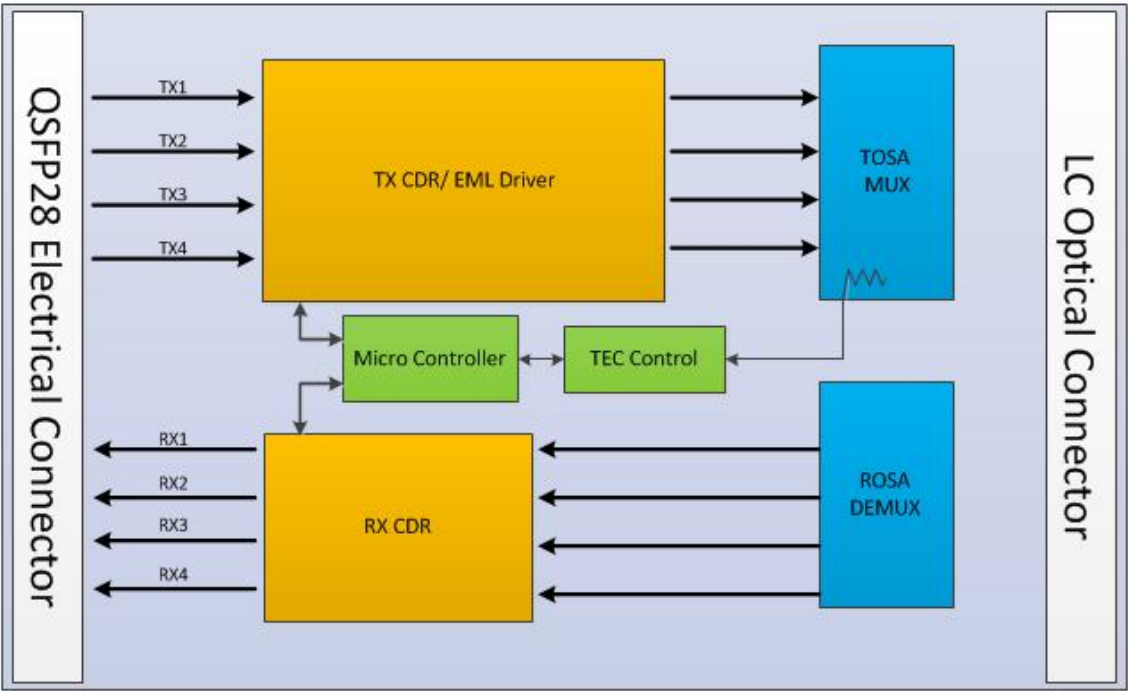 QSFP28 Electrical Connector
TX1
TX2
TX3
TX4
TX CDR/ EML Driver
TOSA
MUX
LC Optical Connector
Micro Controller
TEC Control
RX1
RX2
RX3
RX4
RX CDR
ROSA
DEMUX